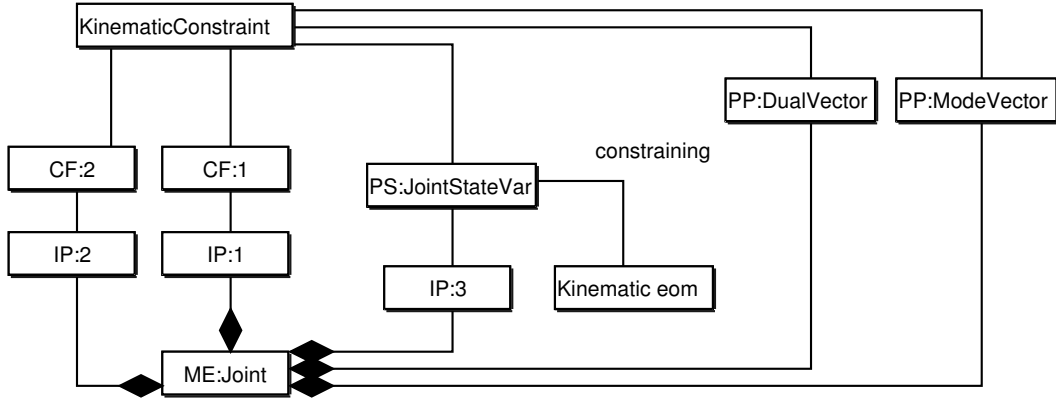 KinematicConstraint
PP:DualVector
PP:ModeVector
constraining
CF:2
CF:1
PS:JointStateVar
IP:2
IP:1
IP:3
Kinematic eom
ME:Joint